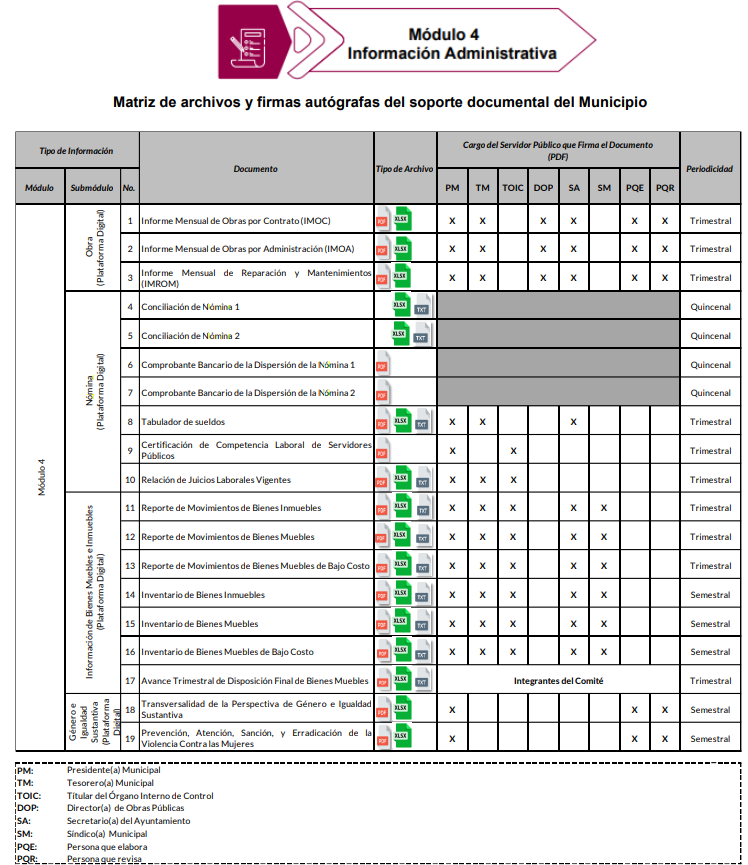 Módulo 4
Información Administrativa
Matriz de archivos y firmas autógrafas del soporte documental del Municipio
Tipo de Información Documento Tipo de Archivo Cargo del Servidor Público que Firma el Documento
(PDF) Periodicidad
Módulo Submódulo No. PM TM TOIC DOP SA SM PQE PQR
Módulo 4
Obra
(Plataforma Digital)
1 Informe Mensual de Obras por Contrato (IMOC) PDF XLSX X X X X X X Trimestral
2 Informe Mensual de Obras por Administración (IMOA) PDF XLSX X X X X X X Trimestral
3 Informe Mensual de Reparación y Mantenimientos
(IMROM) PDF XLSX X X X X X X Trimestral
Nómina
(Plataforma Digital)
4 Conciliación de Nómina 1 XLSX TXT Quincenal
5 Conciliación de Nómina 2 XLSX TXT Quincenal
6 Comprobante Bancario de la Dispersión de la Nómina 1 PDF Quincenal
7 Comprobante Bancario de la Dispersión de la Nómina 2 PDF Quincenal
8 Tabulador de sueldos PDF XLSX TXT X X X Trimestral
9 Certificación de Competencia Laboral de Servidores
Públicos PDF X X Trimestral
10 Relación de Juicios Laborales Vigentes PDF XLSX TXT X X X Trimestral
Información de Bienes Muebles e Inmuebles
(Plataforma Digital)
11 Reporte de Movimientos de Bienes Inmuebles PDF XLSX TXT X X X X X Trimestral
12 Reporte de Movimientos de Bienes Muebles PDF XLSX TXT X X X X X Trimestral
13 Reporte de Movimientos de Bienes Muebles de Bajo Costo PDF XLSX TXT X X X X X Trimestral
14 Inventario de Bienes Inmuebles PDF XLSX TXT X X X X X Semestral
15 Inventario de Bienes Muebles PDF XLSX TXT X X X X X Semestral
16 Inventario de Bienes Muebles de Bajo Costo PDF XLSX TXT X X X X X Semestral
17 Avance Trimestral de Disposición Final de Bienes Muebles PDF XLSX TXT Integrantes del Comité Trimestral
Género e
Igualdad
Sustantiva
(Plataforma
Digital)
18 Transversalidad de la Perspectiva de Género e Igualdad
Sustantiva PDF XLSX X X X Semestral
19 Prevención, Atención, Sanción, y Erradicación de la
Violencia Contra las Mujeres PDF XLSX X X X Semestral
PM: Presidente(a) Municipal
TM: Tesorero(a) Municipal
TOIC: Títular del Órgano Interno de Control
DOP: Director(a) de Obras Públicas
SA: Secretario(a) del Ayuntamiento
SM: Síndico(a) Municipal
PQE: Persona que elabora
PQR: Persona que revisa